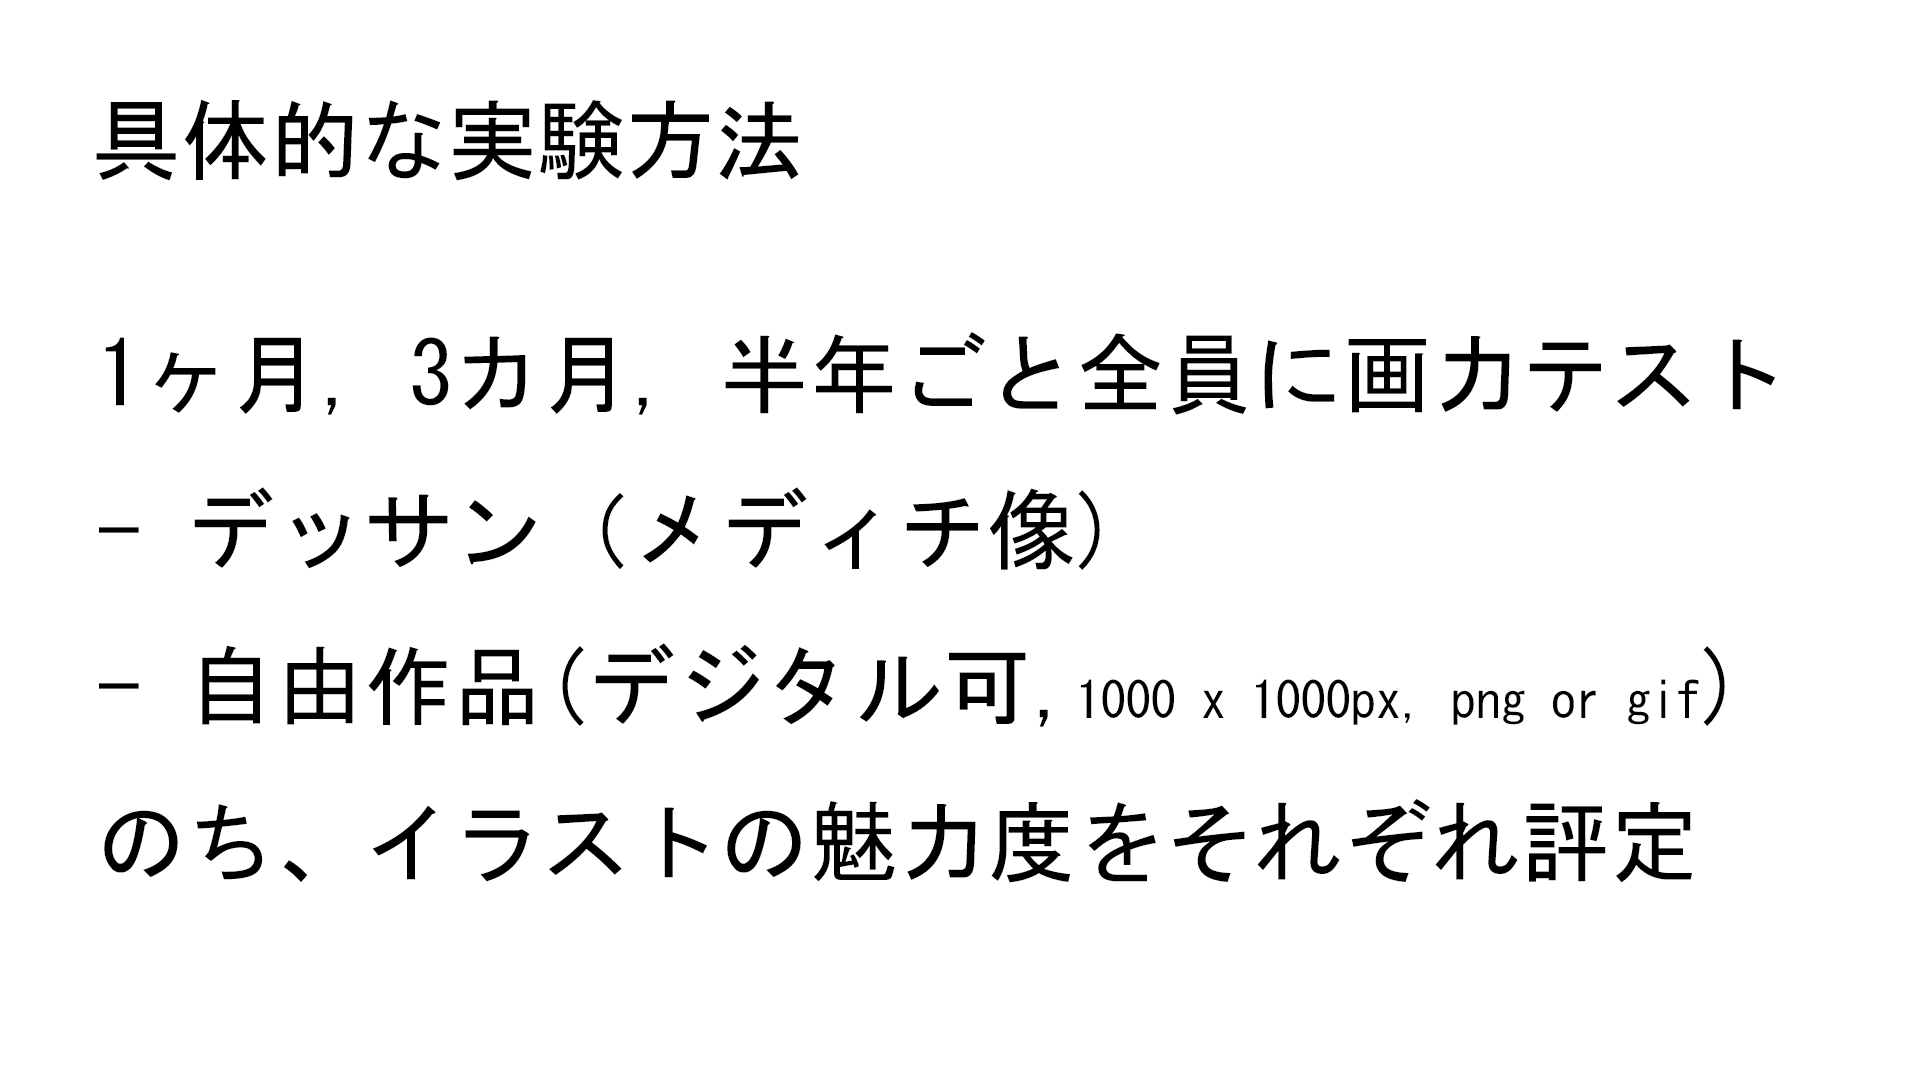 具体的な実験方法
1ヶ月, 3カ月, 半年ごと全員に画力テスト
- デッサン (メディチ像)
- 自由作品(デジタル可,1000 x 1000px, png or gif)
のち、イラストの魅力度をそれぞれ評定